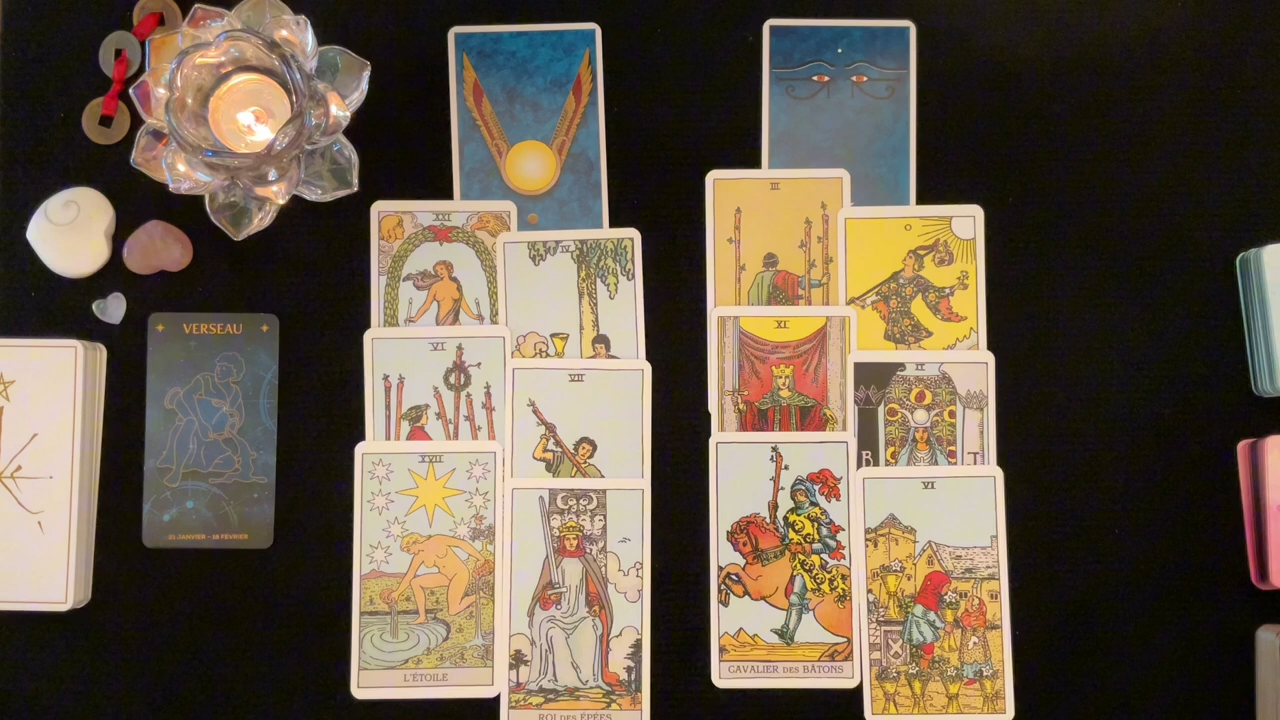 XXI
IV
VI
VII
XVII
L'ÉTOILE
ROI DES ÉPÉES
III
O
XI
II
B
J
CAVALIER DES BÂTONS
VI
VERSEAU
21 JANVIER - 18 FÉVRIER